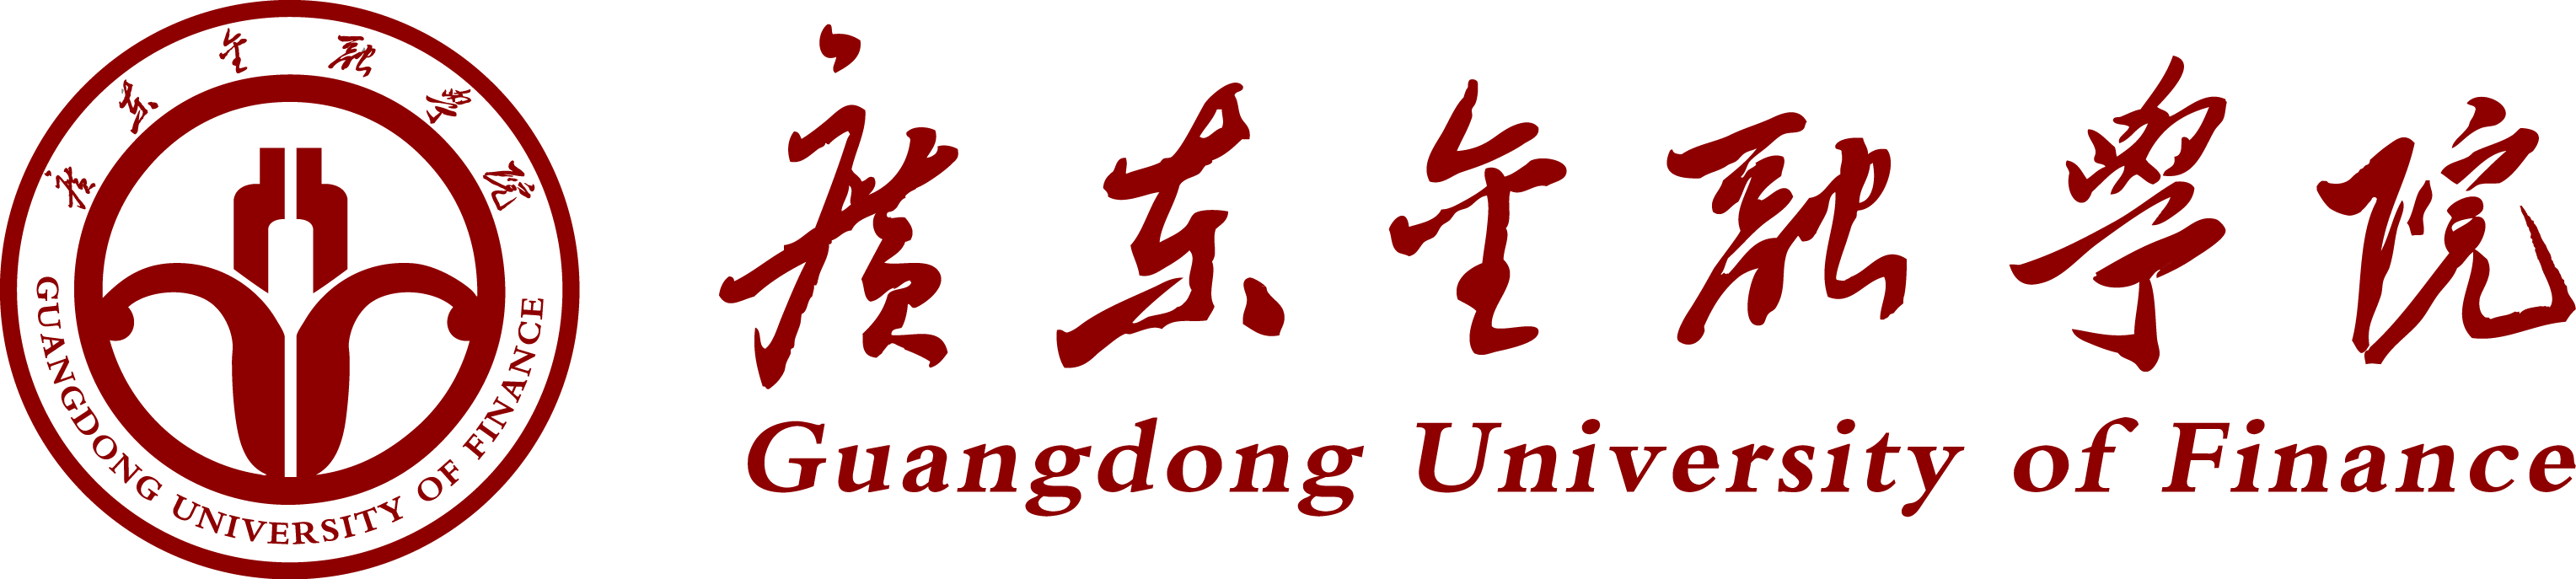 广东金融学院
GUANGDONG UNIVERSITY OF FINANCE
廣东金融學院
Guangdong University of Finance